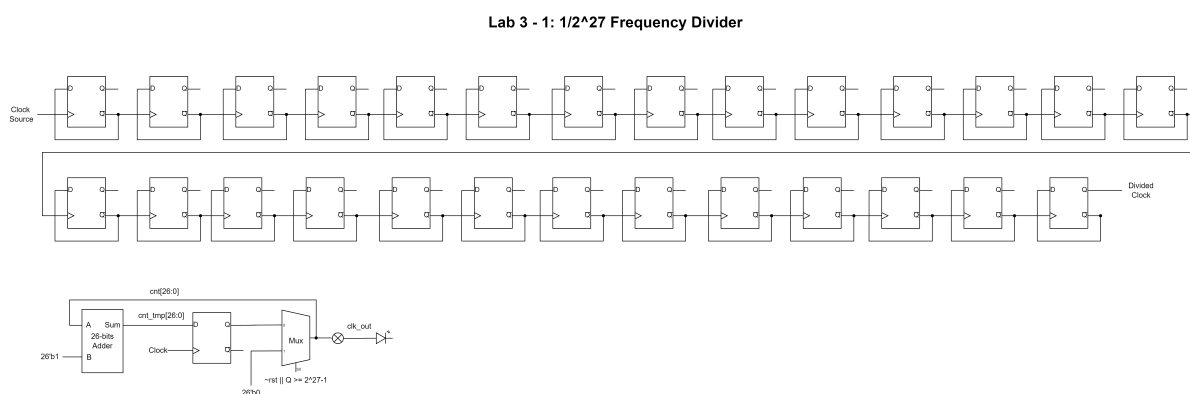 Lab 3 - 1: 1/2^27 Frequency Divider
D Q D Q D Q D Q D Q D Q D Q D Q D Q D Q D Q D Q D Q D Q
Clock
Source
Q Q Q Q Q Q Q Q Q Q Q Q Q Q
D Q D Q D Q D Q D Q D Q D Q D Q D Q D Q D Q D Q D Q
Divided
Clock
Q Q Q Q Q Q Q Q Q Q Q Q Q
cnt[26:0]
cnt_tmp[26:0]
A Sum
D Q
clk_out
26-bits
Adder
Mux
26'b1
B
Clock
Q
~rst || Q >= 2^27-1
26'b0